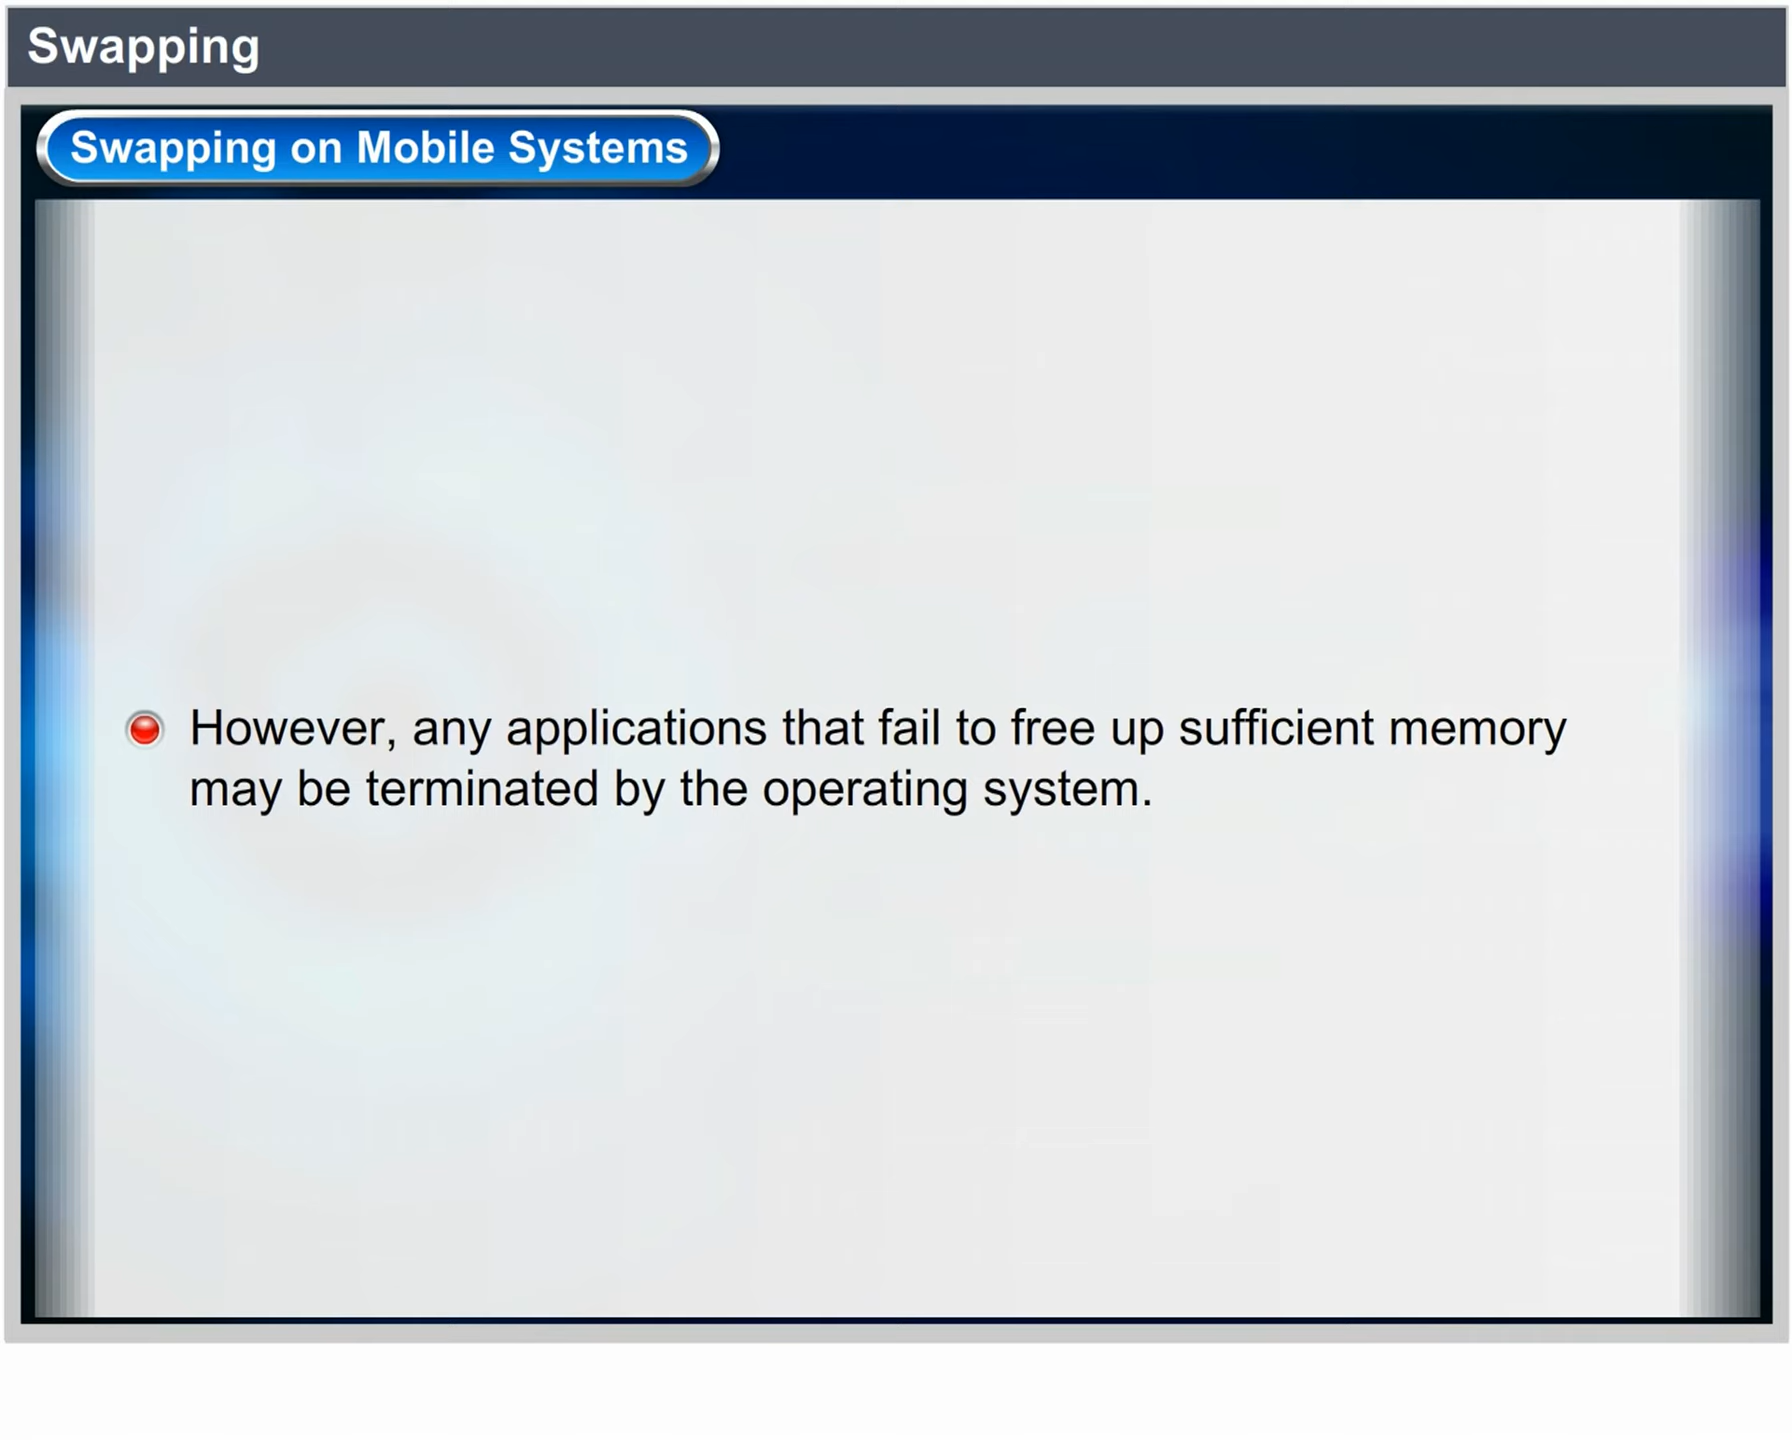 Swapping
Swapping on Mobile Systems
However, any applications that fail to free up sufficient memory
may be terminated by the operating system.